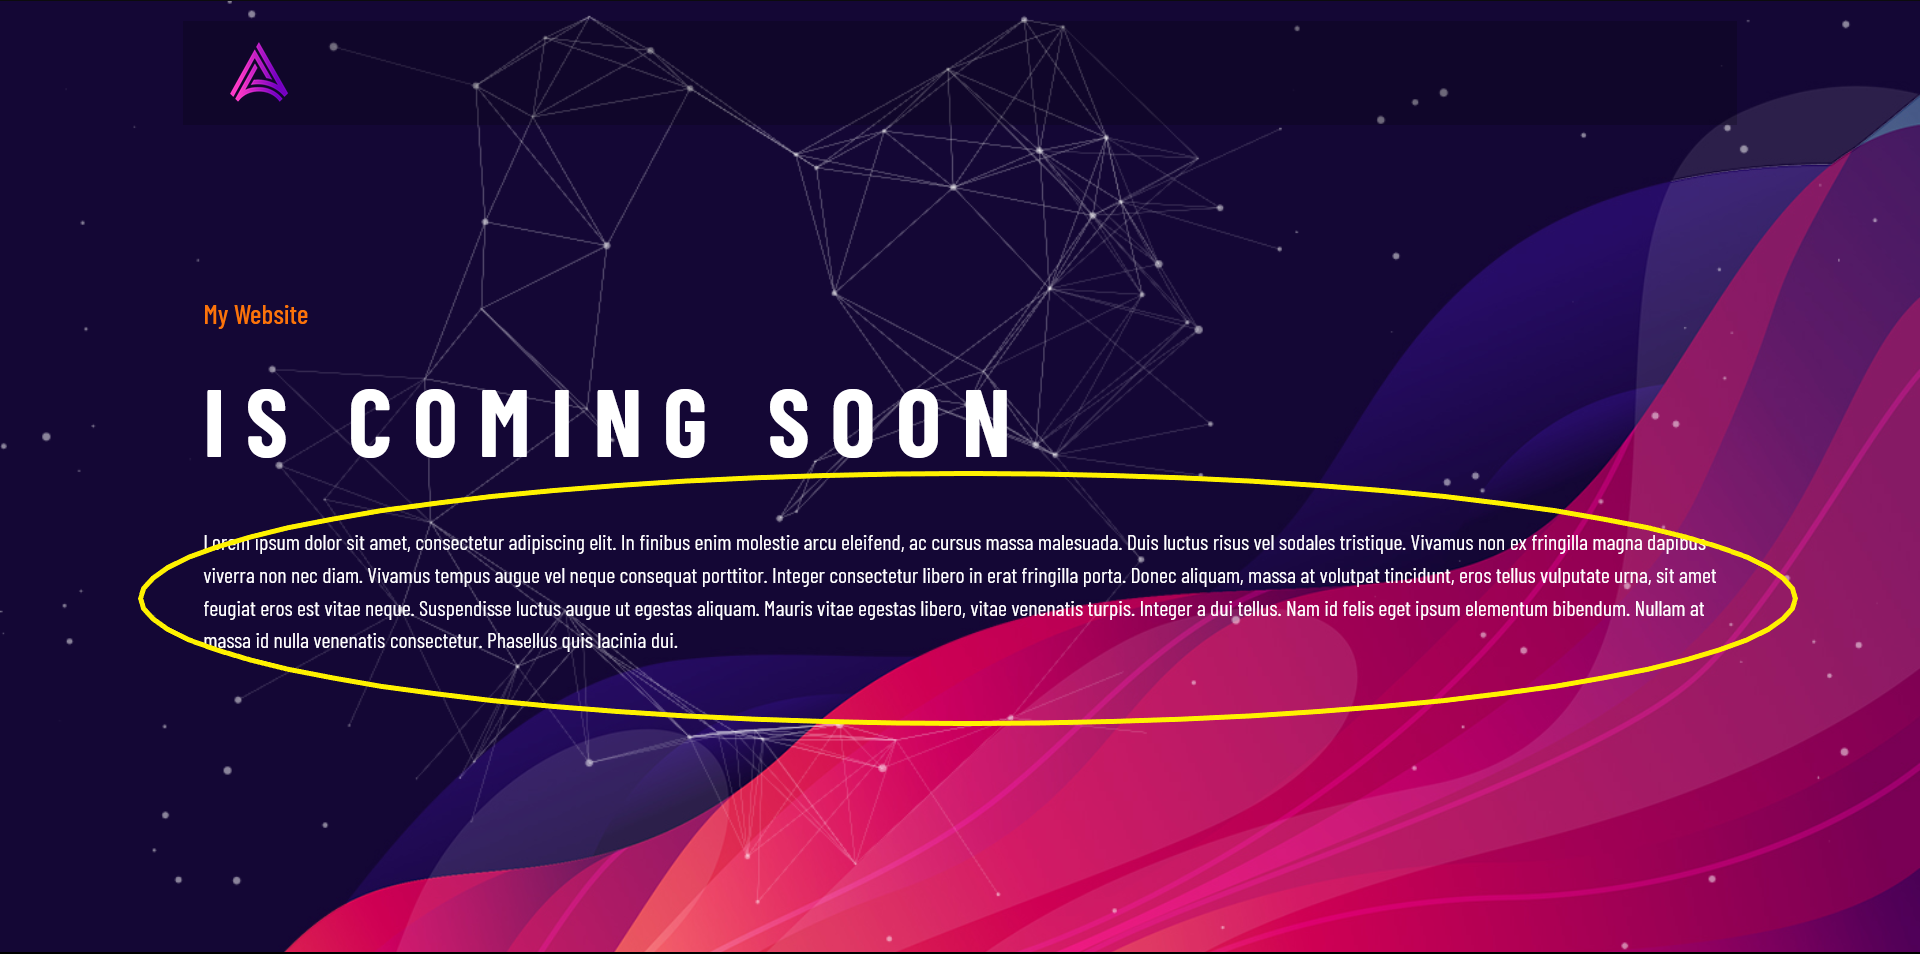 My Website
IS COMING SOON
Lorem ipsum dolor sit amet, consectetur adipiscing elit. In finibus enim molestie arcu eleifend, ac cursus massa malesuada. Duis luctus risus vel sodales tristique. Vivamus non ex fringilla magna dapibus
viverra non nec diam. Vivamus tempus augue vel neque consequat porttitor. Integer consectetur libero in erat fringilla porta. Donec aliquam, massa at volutpat tincidunt, eros tellus vulputate urna, sit amet
feugiat eros est vitae neque. Suspendisse luctus augue ut egestas aliquam. Mauris vitae egestas libero, vitae venenatis turpis. Integer a dui tellus. Nam id felis eget ipsum elementum bibendum. Nullam at
massa id nulla venenatis consectetur. Phasellus quis lacinia dui.